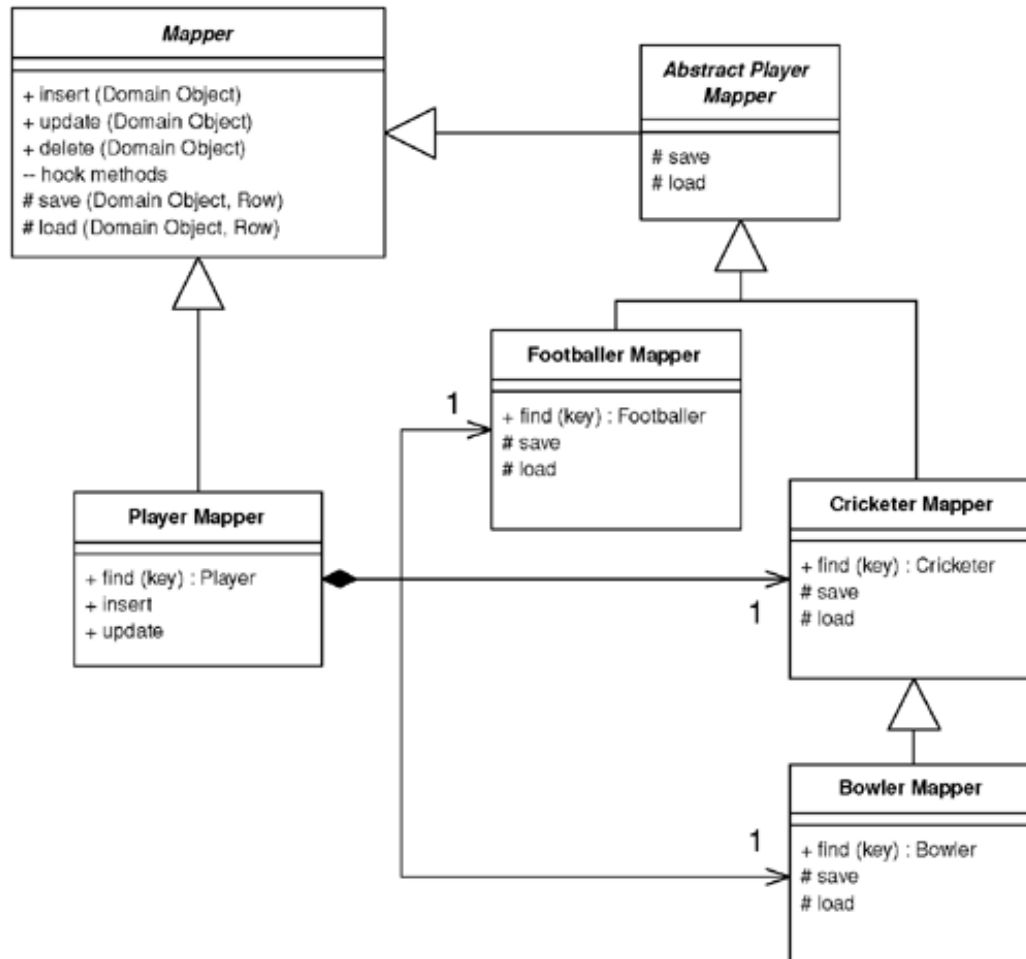 Mapper
+ insert (Domain Object)
+ update (Domain Object)
+ delete (Domain Object)
-- hook methods
# save (Domain Object, Row)
# load (Domain Object, Row)
Abstract Player
Mapper
# save
# load
Footballer Mapper
+ find (key) : Footballer
# save
# load
1
Player Mapper
+ find (key) : Player
+ insert
+ update
Cricketer Mapper
+ find (key) : Cricketer
# save
# load
1
Bowler Mapper
+ find (key) : Bowler
# save
# load
1